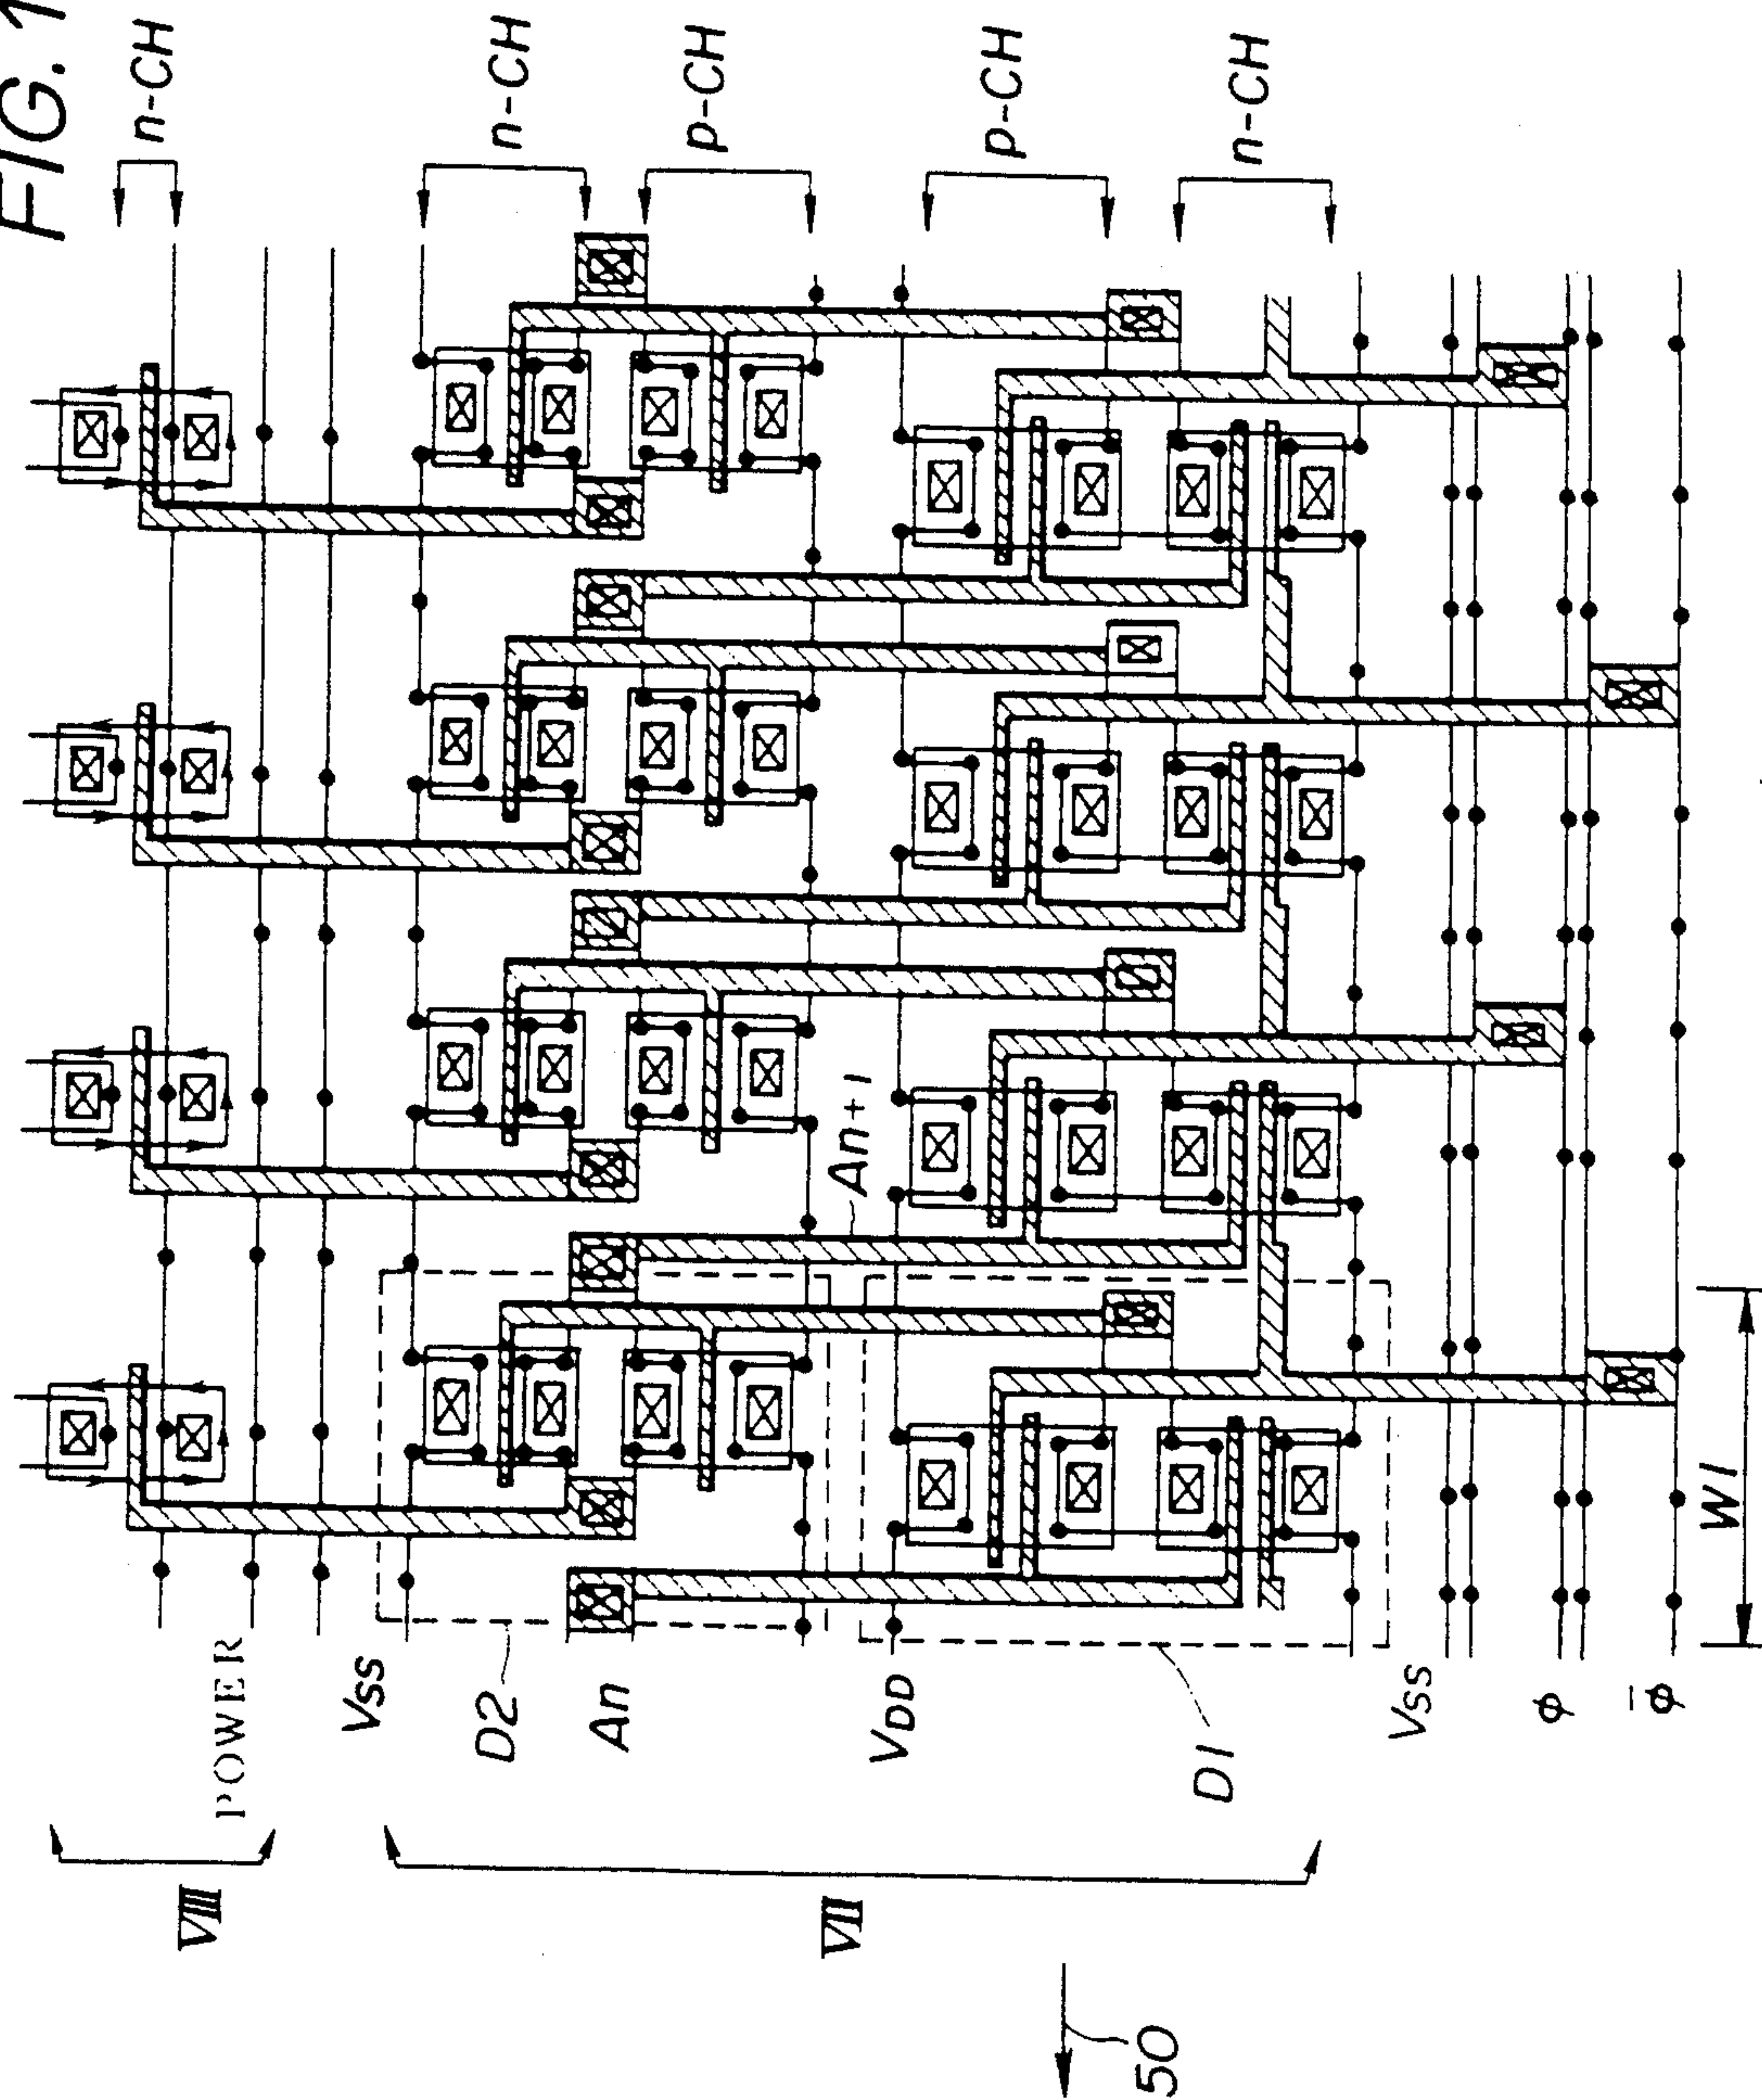 FIG. 1
n-CH
n-CH
p-CH
p-CH
n-CH
An+1
POWER
VSS
D2
An
VDD
D1
VSS
ϕ
ϕ̄
W1
VIII
VII
50